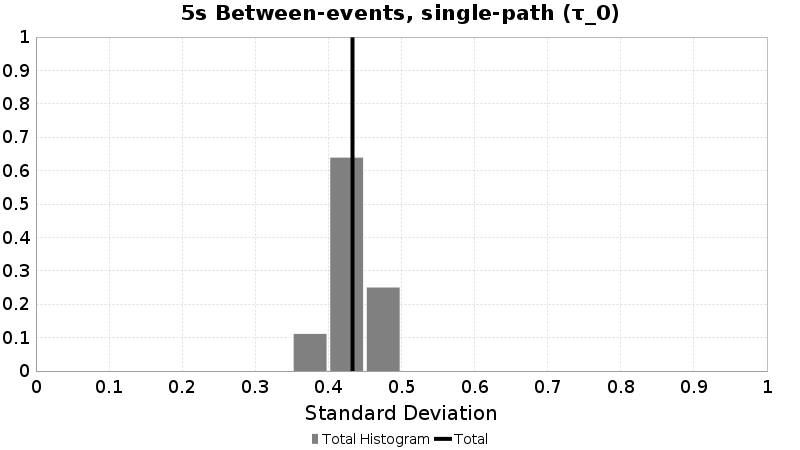 5s Between-events, single-path (τ_0)
1
0.9
0.8
0.7
0.6
0.5
0.4
0.3
0.2
0.1
0
0 0.1 0.2 0.3 0.4 0.5 0.6 0.7 0.8 0.9 1
Standard Deviation
Total Histogram Total